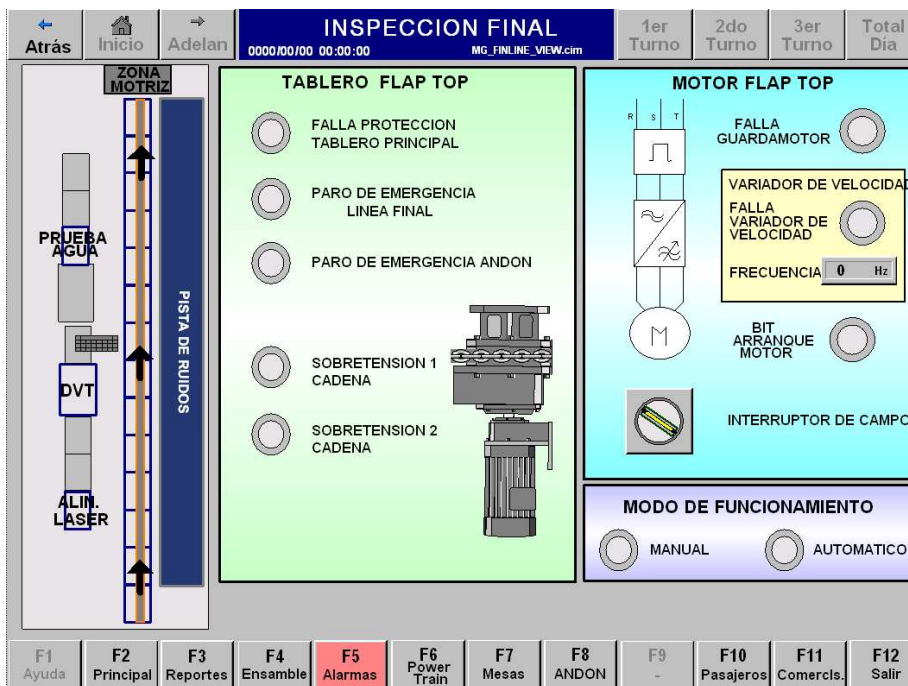 Atrás
Inicio
Adelan
INSPECCION FINAL
0000/00/00 00:00:00
MG_FINLINE_VIEW.cim
1er
Turno
2do
Turno
3er
Turno
Total
Día
ZONA
MOTRIZ
PRUEBA
AGUA
DVT
ALIN.
LASER
PISTA DE RUIDOS
TABLERO FLAP TOP
FALLA PROTECCION
TABLERO PRINCIPAL
PARO DE EMERGENCIA
LINEA FINAL
PARO DE EMERGENCIA ANDON
SOBRETENSION 1
CADENA
SOBRETENSION 2
CADENA
MOTOR FLAP TOP
R S T
M
FALLA
GUARDAMOTOR
VARIADOR DE VELOCIDAD
FALLA
VARIADOR DE
VELOCIDAD
FRECUENCIA 0 Hz
BIT
ARRANQUE
MOTOR
INTERRUPTOR DE CAMPO
MODO DE FUNCIONAMIENTO
MANUAL
AUTOMATICO
F1
Ayuda
F2
Principal
F3
Reportes
F4
Ensamble
F5
Alarmas
F6
Power
Train
F7
Mesas
F8
ANDON
F9
-
F10
Pasajeros
F11
Comercls.
F12
Salir